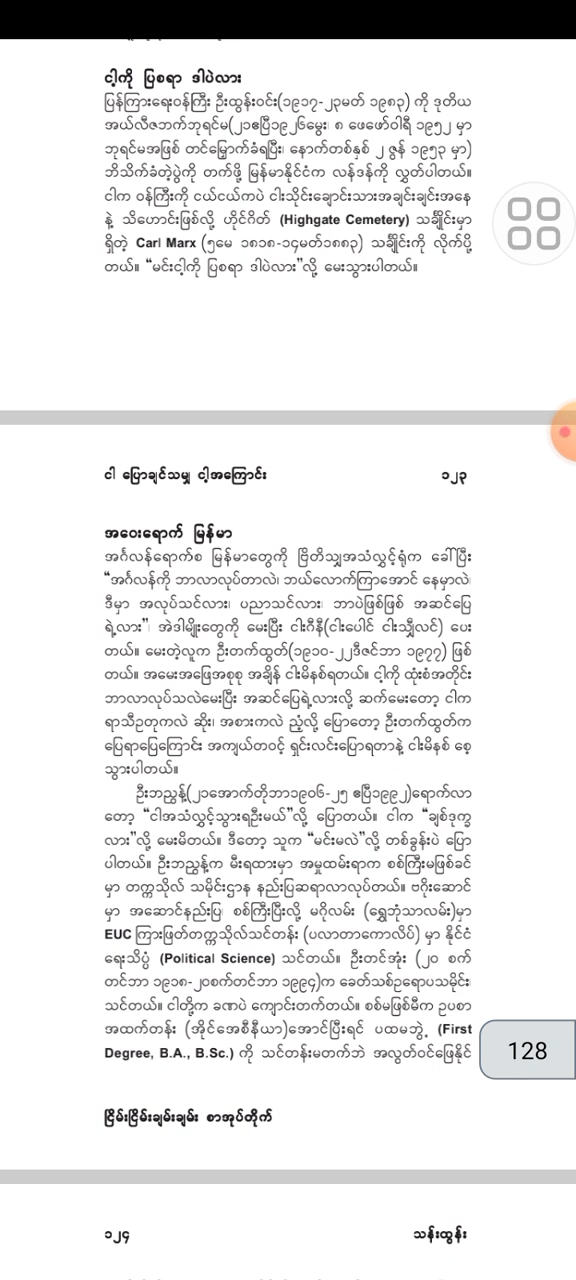 ငါ့ကို ပြစရာ ဒါပဲလား
ပြန်ကြားရေးဝန်ကြီး ဦးထွန်းဝင်း(၁၉၁၇-၂၃မတ် ၁၉၈၃) ကို ဒုတိယ
အယ်လီဇဘက်ဘုရင်မ(၂၁ဧပြီ၁၉၂၆မွေး၊ ၈ ဖေဖော်ဝါရီ ၁၉၅၂ မှာ
ဘုရင်မအဖြစ် တင်မြှောက်ခံရပြီး၊ နောက်တစ်နှစ် ၂ ဇွန် ၁၉၅၃ မှာ)
ဘိသိက်ခံတဲ့ပွဲကို တက်ဖို့ မြန်မာနိုင်ငံက လန်ဒန်ကို လွှတ်ပါတယ်။
ငါက ဝန်ကြီးကို ငယ်ငယ်ကပဲ ငါးသိုင်းချောင်းသားအချင်းချင်းအနေ
နဲ့ သိဟောင်းဖြစ်လို့ ဟိုင်ဂိတ် (Highgate Cemetery) သင်္ချိုင်းမှာ
ရှိတဲ့ Carl Marx (၅မေ ၁၈၁၈-၁၄မတ်၁၈၈၃) သင်္ချိုင်းကို လိုက်ပို့
တယ်။ “မင်းငါ့ကို ပြစရာ ဒါပဲလား”လို့ မေးသွားပါတယ်။
ငါ ပြောချင်သမျှ ငါ့အကြောင်း ၁၂၃
အဝေးရောက် မြန်မာ
အင်္ဂလန်ရောက်စ မြန်မာတွေကို ဗြိတိသျှအသံလွှင့်ရုံက ခေါ်ပြီး
“အင်္ဂလန်ကို ဘာလာလုပ်တာလဲ၊ ဘယ်လောက်ကြာအောင် နေမှာလဲ၊
ဒီမှာ အလုပ်သင်လား၊ ပညာသင်လား၊ ဘာပဲဖြစ်ဖြစ် အဆင်ပြေ
ရဲ့လား”၊ အဲဒါမျိုးတွေကို မေးပြီး ငါးဂီနီ(ငါးပေါင် ငါးသျှီလင်) ပေး
တယ်။ မေးတဲ့လူက ဦးတက်ထွတ်(၁၉၁၀-၂၂ဒီဇင်ဘာ ၁၉၇၇) ဖြစ်
တယ်။ အမေးအဖြေအစုစု အချိန် ငါးမိနစ်ရတယ်။ ငါ့ကို ထုံးစံအတိုင်း
ဘာလာလုပ်သလဲမေးပြီး အဆင်ပြေရဲ့လားလို့ ဆက်မေးတော့ ငါက
ရာသီဥတုကလဲ ဆိုး၊ အစားကလဲ ညံ့လို့ ပြောတော့ ဦးတက်ထွတ်က
ပြေရာပြေကြောင်း အကျယ်တဝင့် ရှင်းလင်းပြောရတာနဲ့ ငါးမိနစ် စေ့
သွားပါတယ်။
ဦးဘညွန့်(၂၁အောက်တိုဘာ၁၉၀၆-၂၅ ဧပြီ၁၉၉၂)ရောက်လာ
တော့ “ငါအသံလွှင့်သွားရဦးမယ်”လို့ ပြောတယ်။ ငါက “ချစ်ဒုက္ခ
လား”လို့ မေးမိတယ်။ ဒီတော့ သူက “မင်းမလဲ”လို့ တစ်ခွန်းပဲ ပြော
ပါတယ်။ ဦးဘညွန့်က မီးရထားမှာ အမှုထမ်းရာက စစ်ကြီးမဖြစ်ခင်
မှာ တက္ကသိုလ် သမိုင်းဌာန နည်းပြဆရာလာလုပ်တယ်။ ဗဂိုးဆောင်
မှာ အဆောင်နည်းပြ၊ စစ်ကြီးပြီးလို့ မဂိုလမ်း (ရွှေဘုံသာလမ်း)မှာ
EUC ကြားဖြတ်တက္ကသိုလ်သင်တန်း (ပလာတာကောလိပ်) မှာ နိုင်ငံ
ရေးသိပ္ပံ (Political Science) သင်တယ်။ ဦးတင်အုံး (၂၀ စက်
တင်ဘာ ၁၉၁၈-၂၀စက်တင်ဘာ ၁၉၉၄)က ခေတ်သစ်ဥရောပသမိုင်း
သင်တယ်။ ငါတို့က ခဏပဲ ကျောင်းတက်တယ်။ စစ်မဖြစ်မီက ဥပစာ
အထက်တန်း (အိုင်အေစီနီယာ)အောင်ပြီးရင် ပထမဘွဲ့ (First
Degree, B.A., B.Sc.) ကို သင်တန်းမတက်ဘဲ အလွတ်ဝင်ဖြေနိုင်
128
ငြိမ်းငြိမ်းချမ်းချမ်း စာအုပ်တိုက်
၁၂၄ သန်းထွန်း